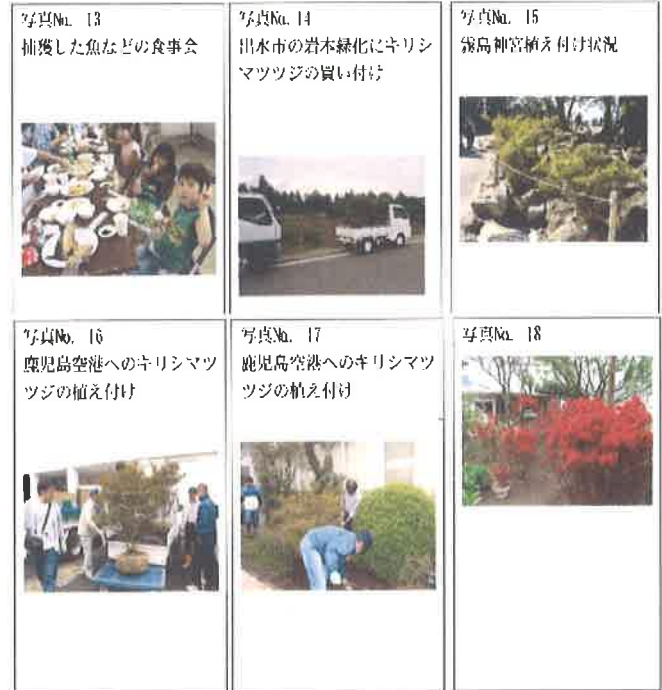 写真No. 13
捕獲した魚などの食事会
写真No. 14
出水市の岩本緑化にキリシ
マツツジの買い付け
写真No. 15
霧島神宮植え付け状況
写真No. 16
鹿児島空港へのキリシマツ
ツジの植え付け
写真No. 17
鹿児島空港へのキリシマツ
ツジの植え付け
写真No. 18